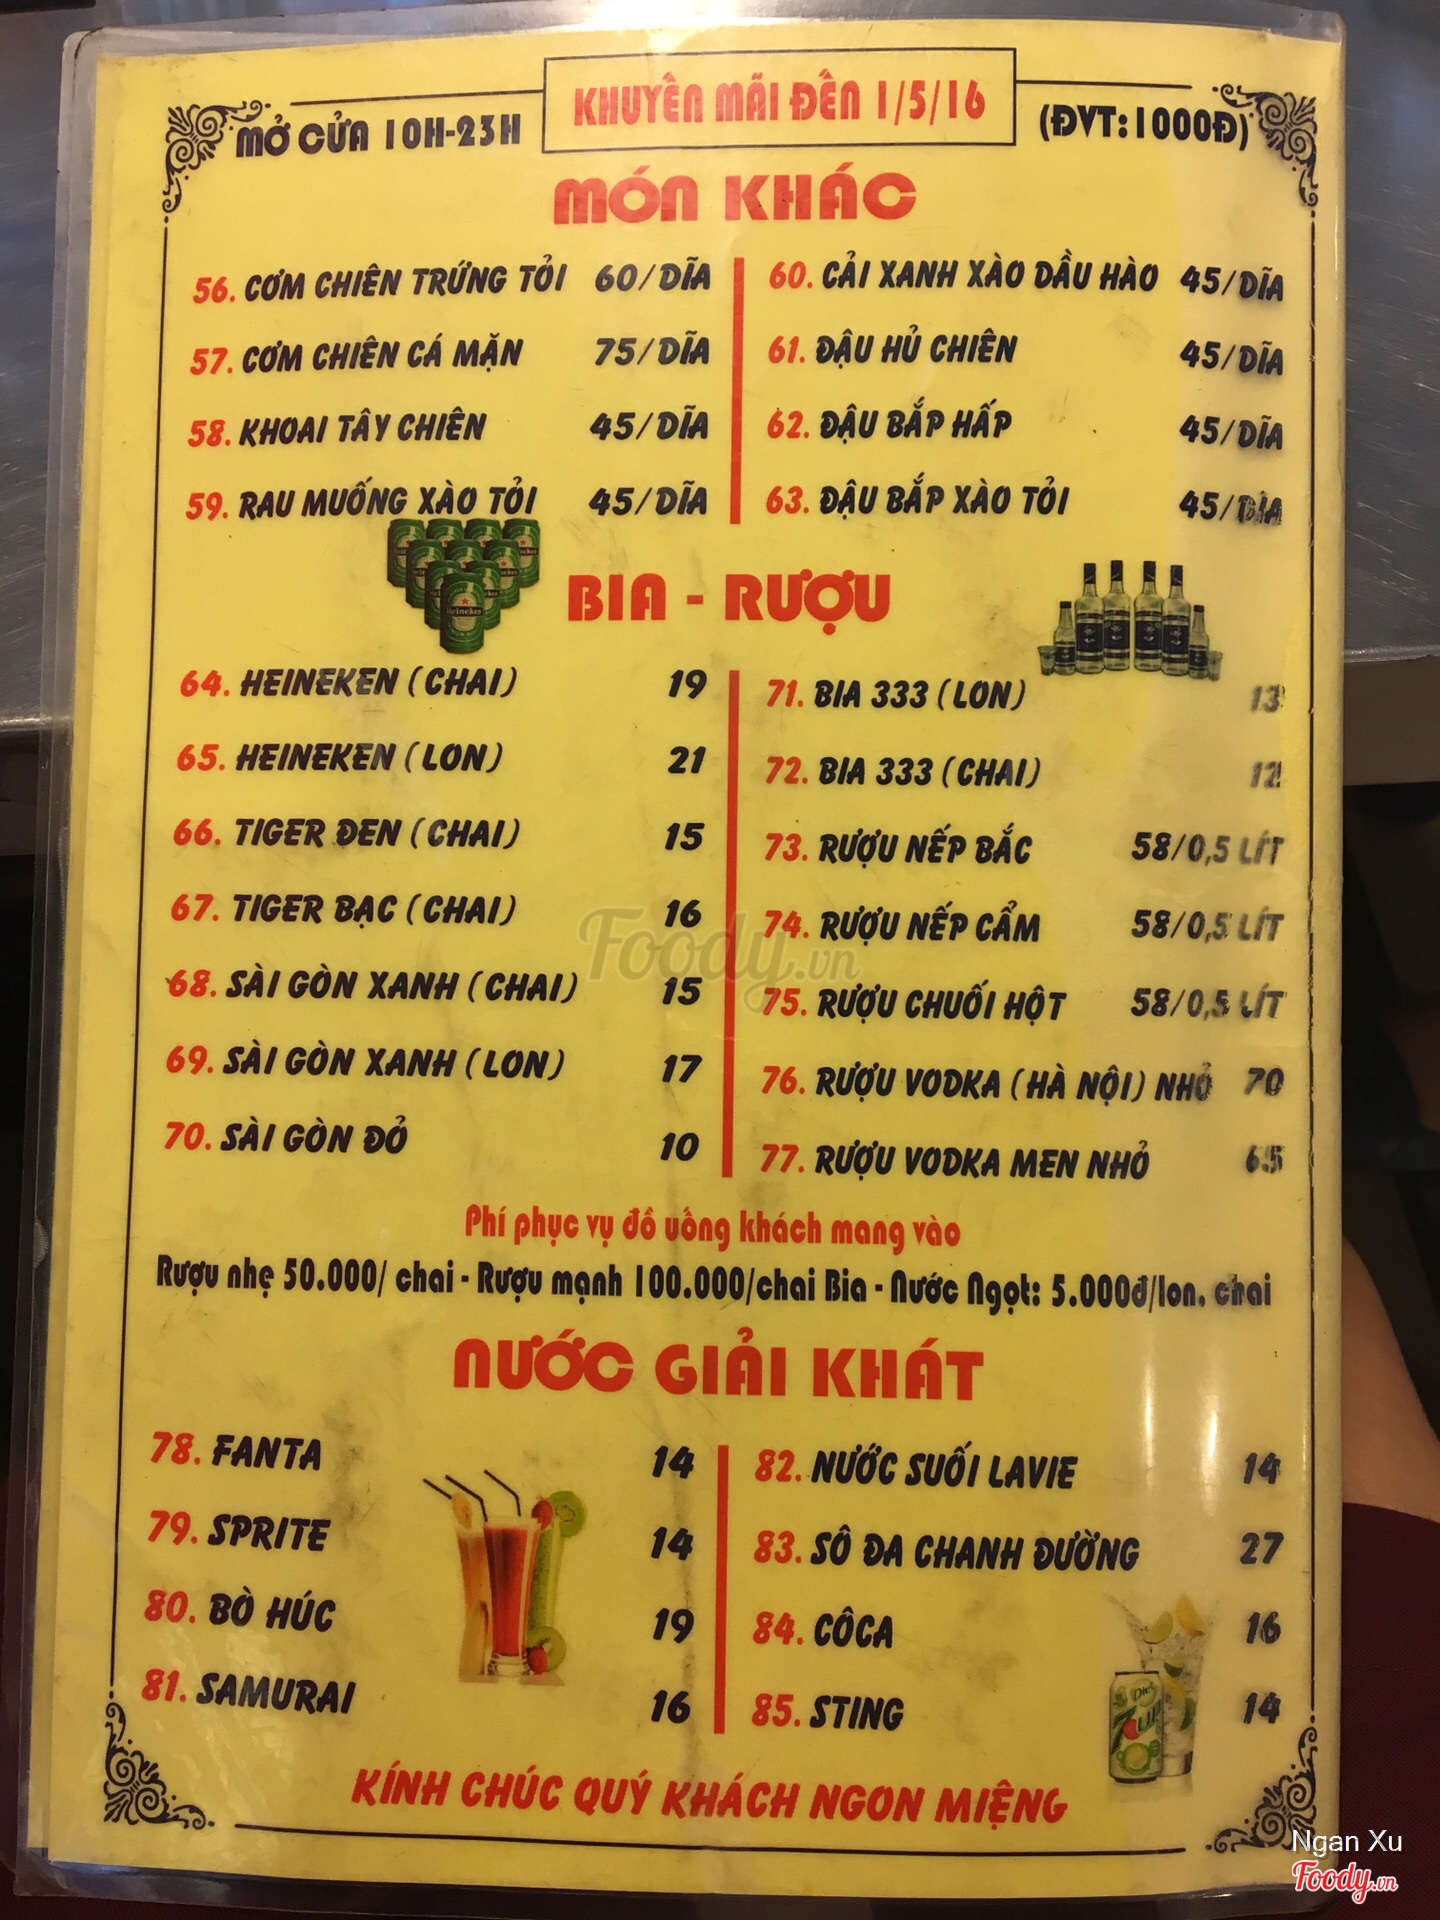 MỞ CỬA 10H-23H
KHUYẾN MÃI ĐẾN 1/5/16
(ĐVT:1000Đ)
MÓN KHÁC
56. CƠM CHIÊN TRỨNG TỎI 60/DĨA
57. CƠM CHIÊN CÁ MẶN 75/DĨA
58. KHOAI TÂY CHIÊN 45/DĨA
59. RAU MUỐNG XÀO TỎI 45/DĨA
60. CẢI XANH XÀO DẦU HÀO 45/DĨA
61. ĐẬU HỦ CHIÊN 45/DĨA
62. ĐẬU BẮP HẤP 45/DĨA
63. ĐẬU BẮP XÀO TỎI 45/DĨA
BIA - RƯỢU
64. HEINEKEN (CHAI) 19
65. HEINEKEN (LON) 21
66. TIGER ĐEN (CHAI) 15
67. TIGER BẠC (CHAI) 16
68. SÀI GÒN XANH (CHAI) 15
69. SÀI GÒN XANH (LON) 17
70. SÀI GÒN ĐỎ 10
71. BIA 333 (LON) 13
72. BIA 333 (CHAI) 12
73. RƯỢU NẾP BẮC 58/0,5 LÍT
74. RƯỢU NẾP CẨM 58/0,5 LÍT
75. RƯỢU CHUỐI HỘT 58/0,5 LÍT
76. RƯỢU VODKA (HÀ NỘI) NHỎ 70
77. RƯỢU VODKA MEN NHỎ 65
Foody.vn
Phí phục vụ đồ uống khách mang vào
Rượu nhẹ 50.000/ chai - Rượu mạnh 100.000/chai Bia - Nước Ngọt: 5.000đ/lon, chai
NƯỚC GIẢI KHÁT
78. FANTA 14
79. SPRITE 14
80. BÒ HÚC 19
81. SAMURAI 16
82. NƯỚC SUỐI LAVIE 14
83. SÔ ĐA CHANH ĐƯỜNG 27
84. CÔCA 16
85. STING 14
Diet
7up
KÍNH CHÚC QUÝ KHÁCH NGON MIỆNG
Ngan Xu
Foody.vn